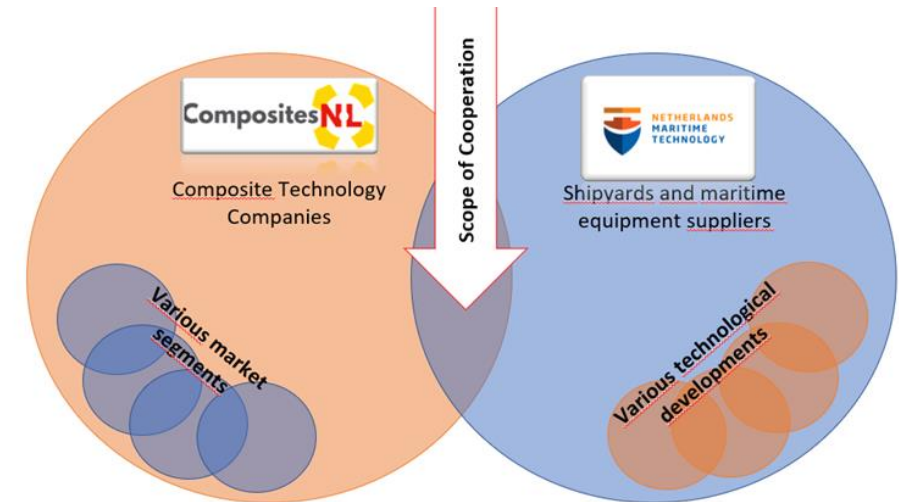 CompositesNL
Composite Technology
Companies
Various market
segments
Scope of Cooperation
NETHERLANDS
MARITIME
TECHNOLOGY
Shipyards and maritime
equipment suppliers
Various technological
developments